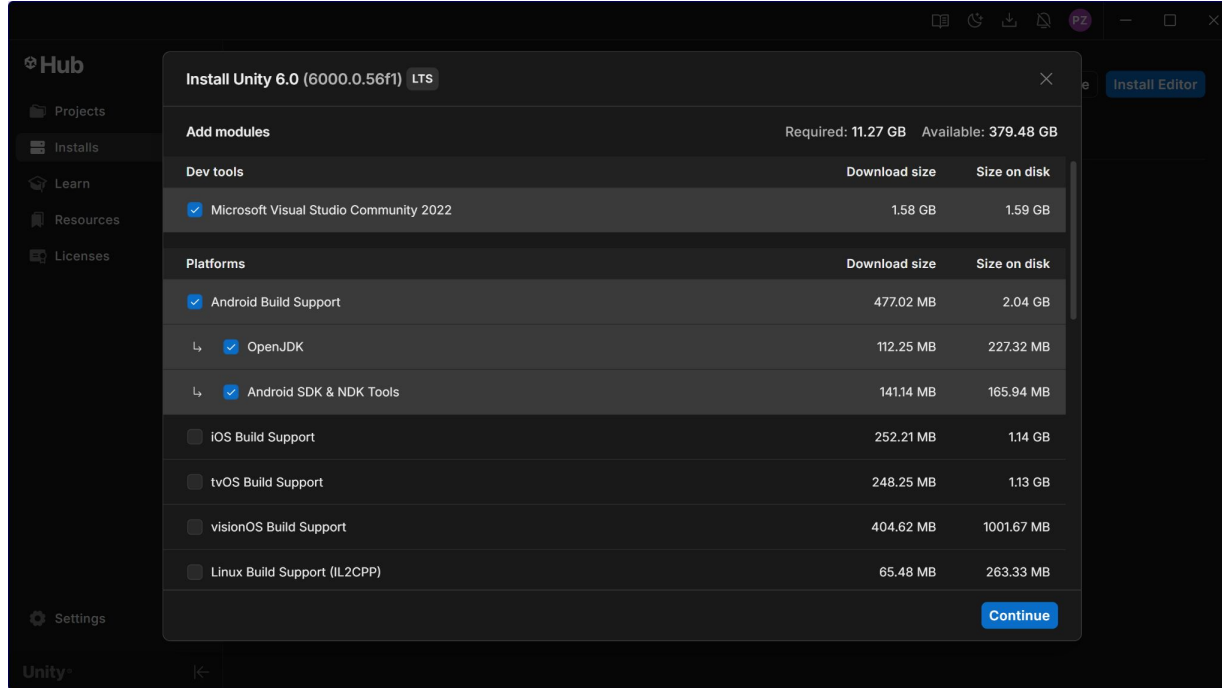 PZ
Hub
Install Unity 6.0 (6000.0.56f1) LTS
e Install Editor
Projects
Add modules Required: 11.27 GB Available: 379.48 GB
Installs
Dev tools Download size Size on disk
Learn
Microsoft Visual Studio Community 2022 1.58 GB 1.59 GB
Resources
Licenses
Platforms Download size Size on disk
Android Build Support 477.02 MB 2.04 GB
OpenJDK 112.25 MB 227.32 MB
Android SDK & NDK Tools 141.14 MB 165.94 MB
iOS Build Support 252.21 MB 1.14 GB
tvOS Build Support 248.25 MB 1.13 GB
visionOS Build Support 404.62 MB 1001.67 MB
Linux Build Support (IL2CPP) 65.48 MB 263.33 MB
Settings
Continue
Unity